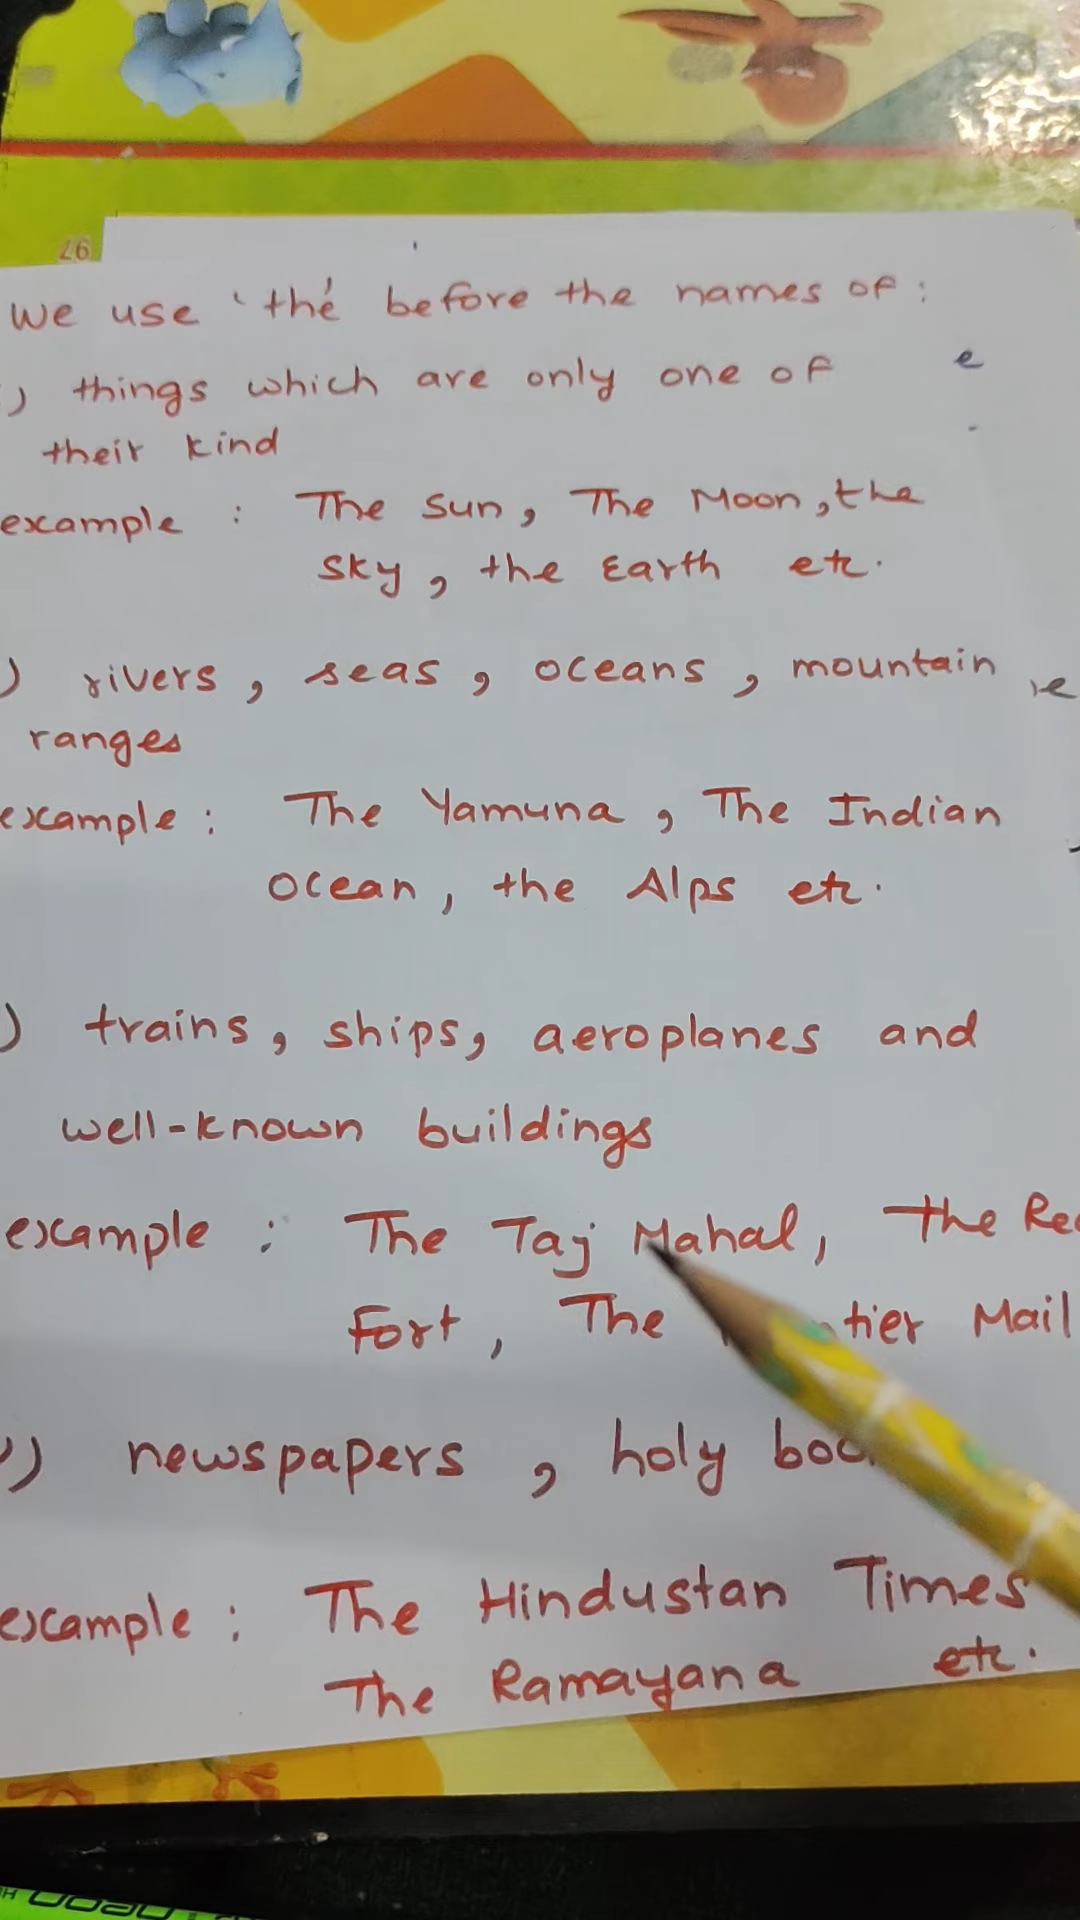 26
We use 'the' before the names of :
) things which are only one of
their kind
example : The Sun, The Moon, the
Sky, the Earth etc.
) rivers, seas, oceans, mountain
ranges
example : The Yamuna, The Indian
Ocean, the Alps etc.
) trains, ships, aeroplanes and
well-known buildings
example : The Taj Mahal, the
Fort, The Mail
) newspapers, holy
example : The Hindustan Times
The Ramayana etc.